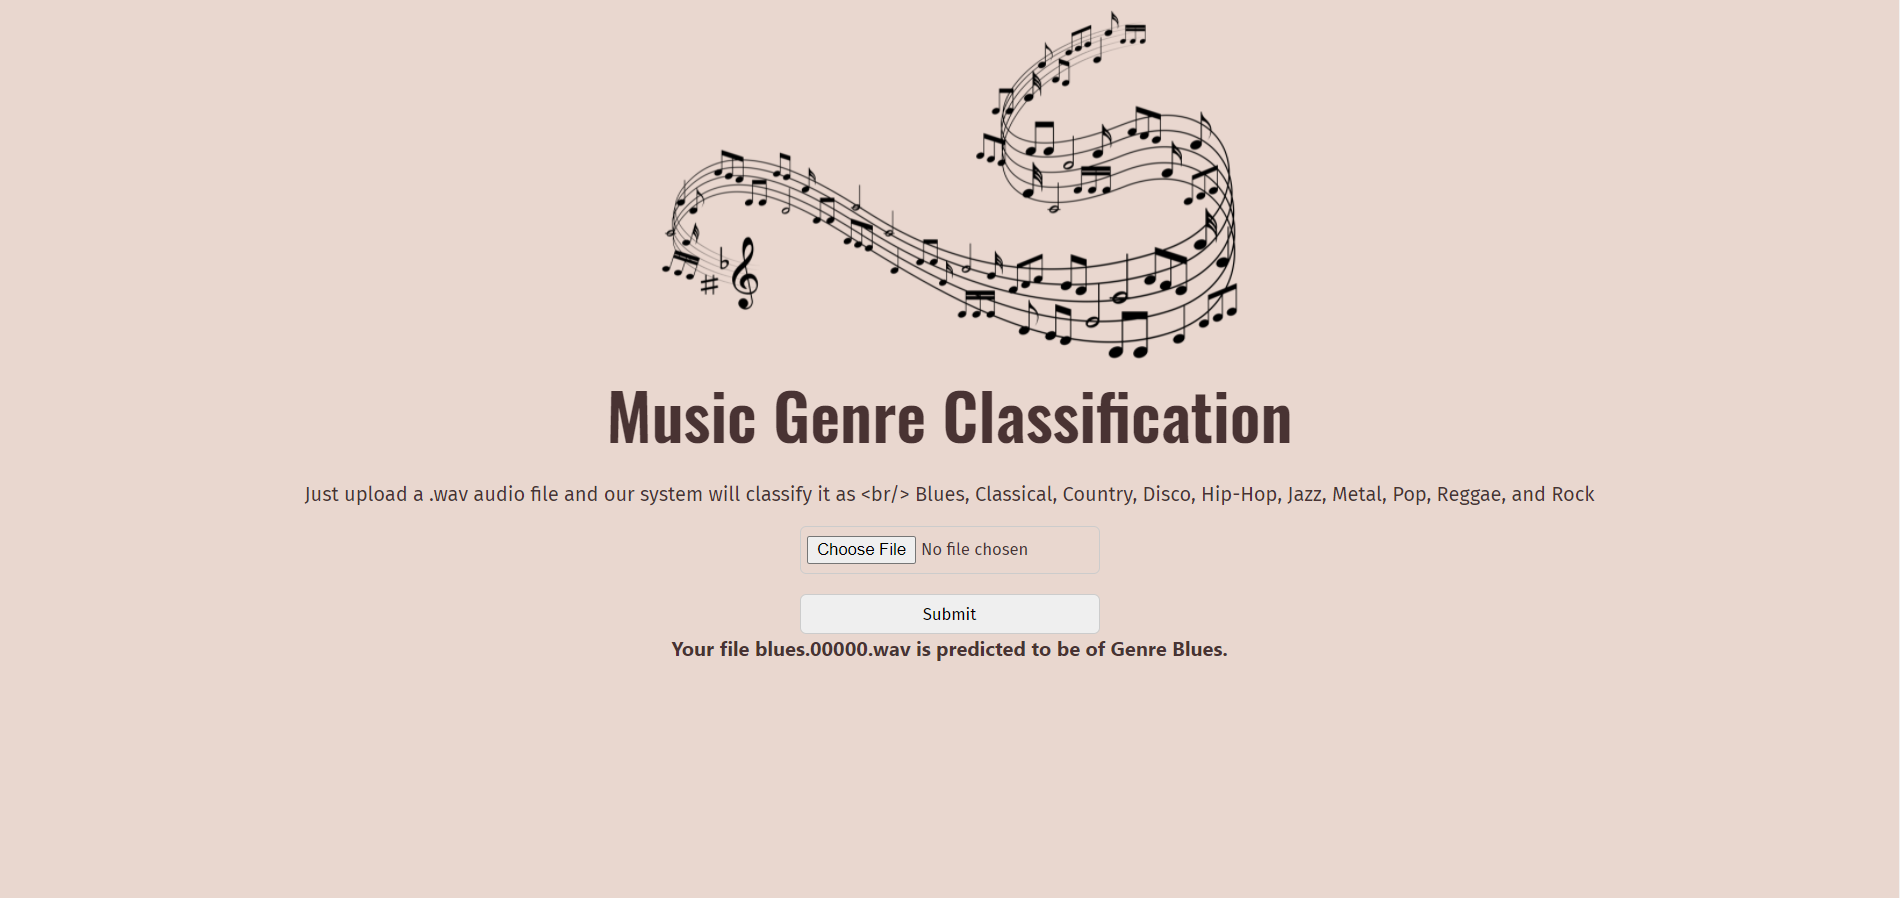 Music Genre Classification
Just upload a .wav audio file and our system will classify it as <br/> Blues, Classical, Country, Disco, Hip-Hop, Jazz, Metal, Pop, Reggae, and Rock
Choose File No file chosen
Submit
Your file blues.00000.wav is predicted to be of Genre Blues.